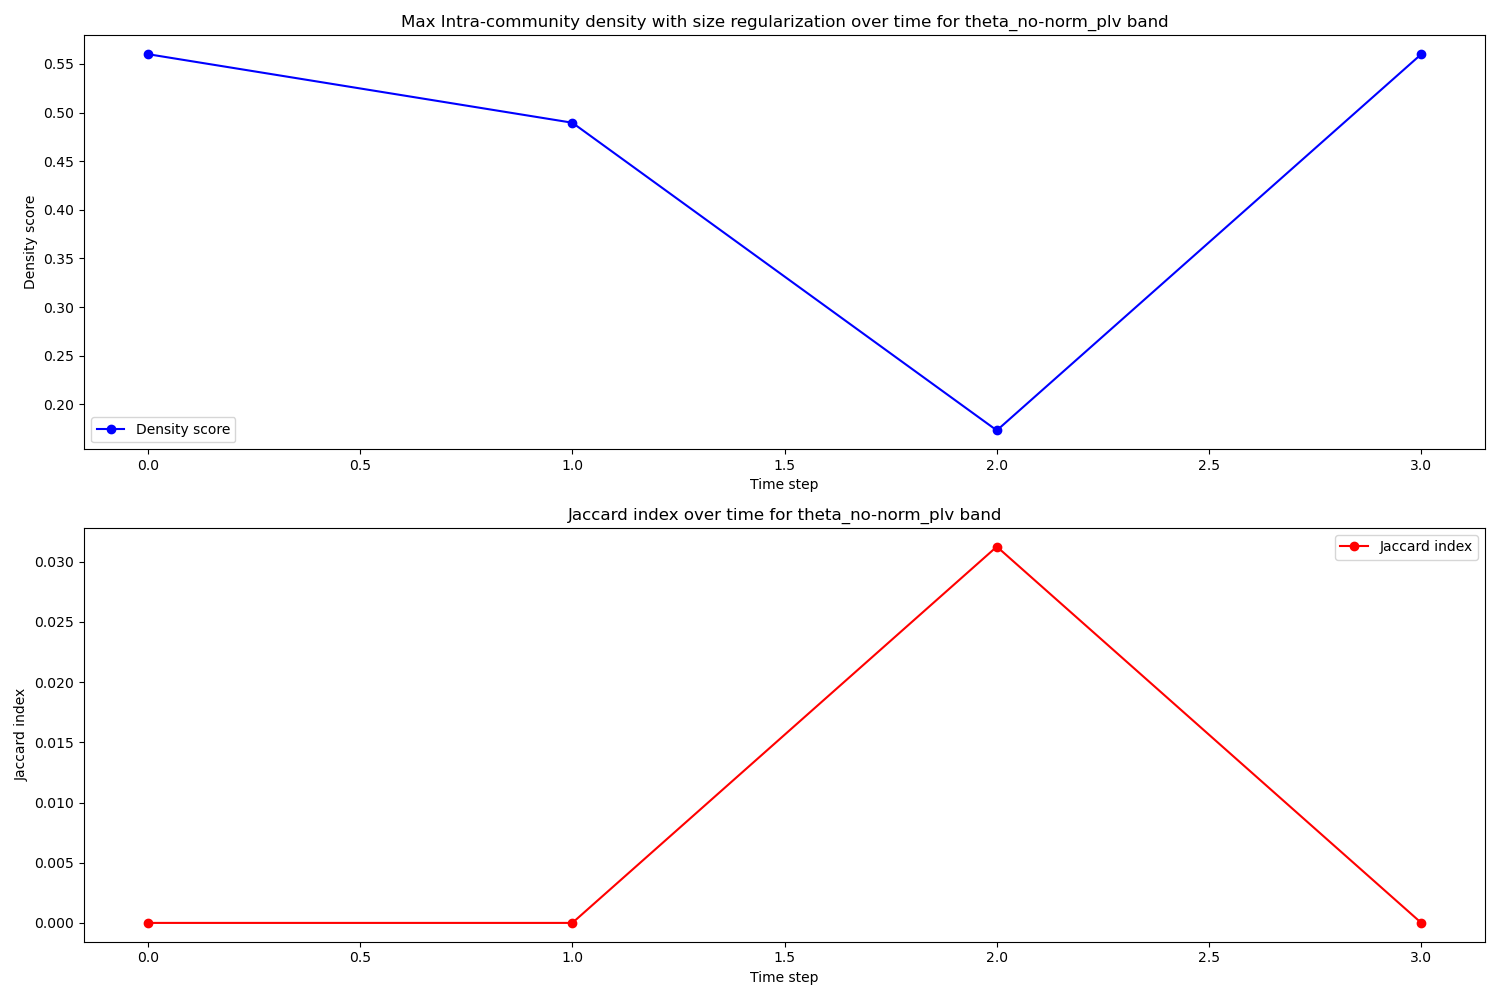 Max Intra-community density with size regularization over time for theta_no-norm_plv band
Density score
0.55
0.50
0.45
0.40
0.35
0.30
0.25
0.20
Density score
0.0 0.5 1.0 1.5 2.0 2.5 3.0
Time step
Jaccard index over time for theta_no-norm_plv band
Jaccard index
0.030
0.025
0.020
0.015
0.010
0.005
0.000
Jaccard index
0.0 0.5 1.0 1.5 2.0 2.5 3.0
Time step